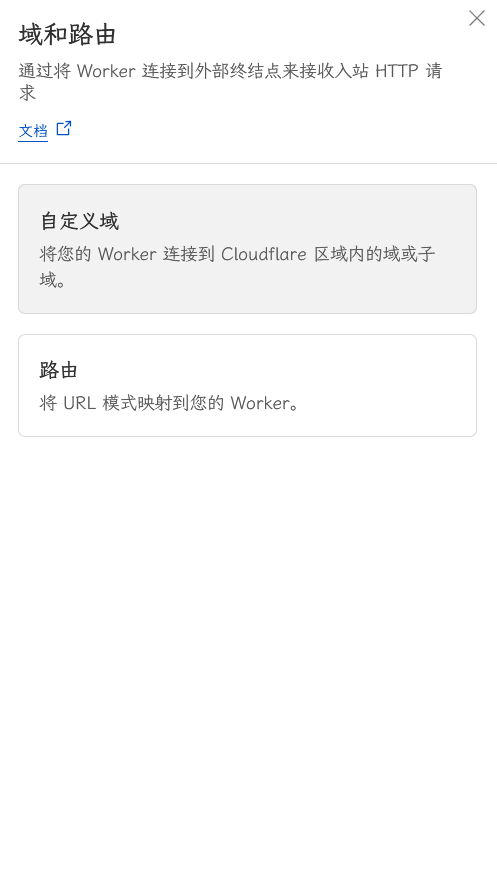 域和路由
通过将 Worker 连接到外部终结点来接收入站 HTTP 请
求
文档
自定义域
将您的 Worker 连接到 Cloudflare 区域内的域或子
域。
路由
将 URL 模式映射到您的 Worker。